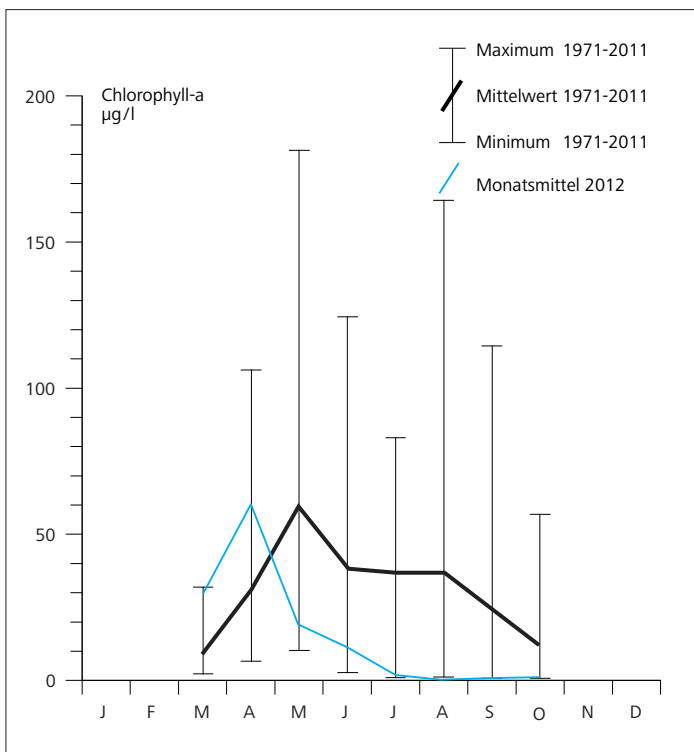 Maximum 1971-2011
Mittelwert 1971-2011
Minimum 1971-2011
Monatsmittel 2012
Chlorophyll-a
µg/l
200
150
100
50
0
J F M A M J J A S O N D